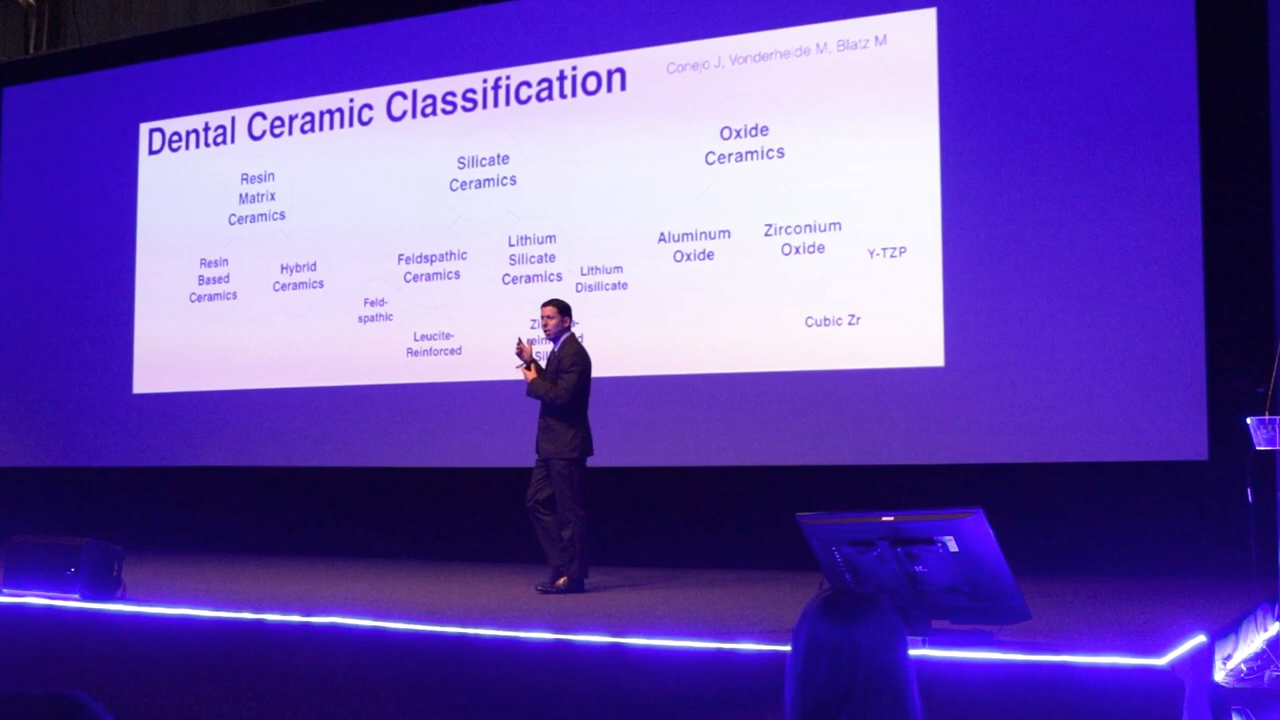 Dental Ceramic Classification
Conejo J, Vonderheide M, Blatz M
Resin
Matrix
Ceramics
Silicate
Ceramics
Oxide
Ceramics
Resin
Based
Ceramics
Hybrid
Ceramics
Feldspathic
Ceramics
Lithium
Silicate
Ceramics
Lithium
Disilicate
Aluminum
Oxide
Zirconium
Oxide
Y-TZP
Feld-
spathic
Leucite-
Reinforced
Cubic Zr